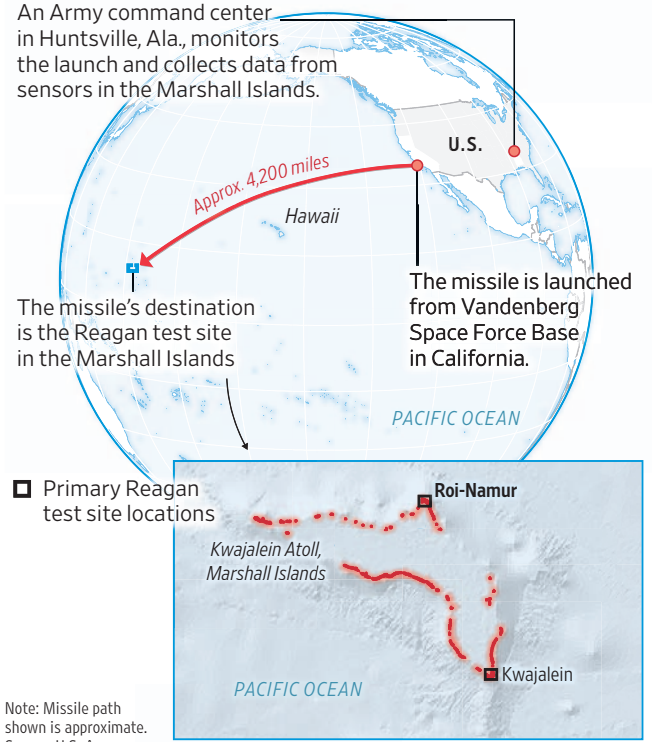 An Army command center
in Huntsville, Ala., monitors
the launch and collects data from
sensors in the Marshall Islands.
U.S.
Approx. 4,200 miles
Hawaii
The missile is launched
from Vandenberg
Space Force Base
in California.
The missile's destination
is the Reagan test site
in the Marshall Islands
PACIFIC OCEAN
Primary Reagan
test site locations
Roi-Namur
Kwajalein Atoll,
Marshall Islands
Kwajalein
PACIFIC OCEAN
Note: Missile path
shown is approximate.